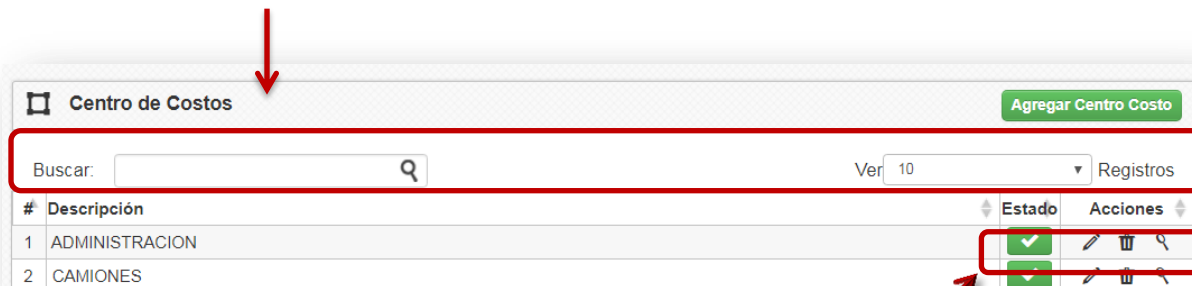 Centro de Costos Agregar Centro Costo
Buscar: Ver 10 Registros
# Descripción Estado Acciones
1 ADMINISTRACION
2 CAMIONES